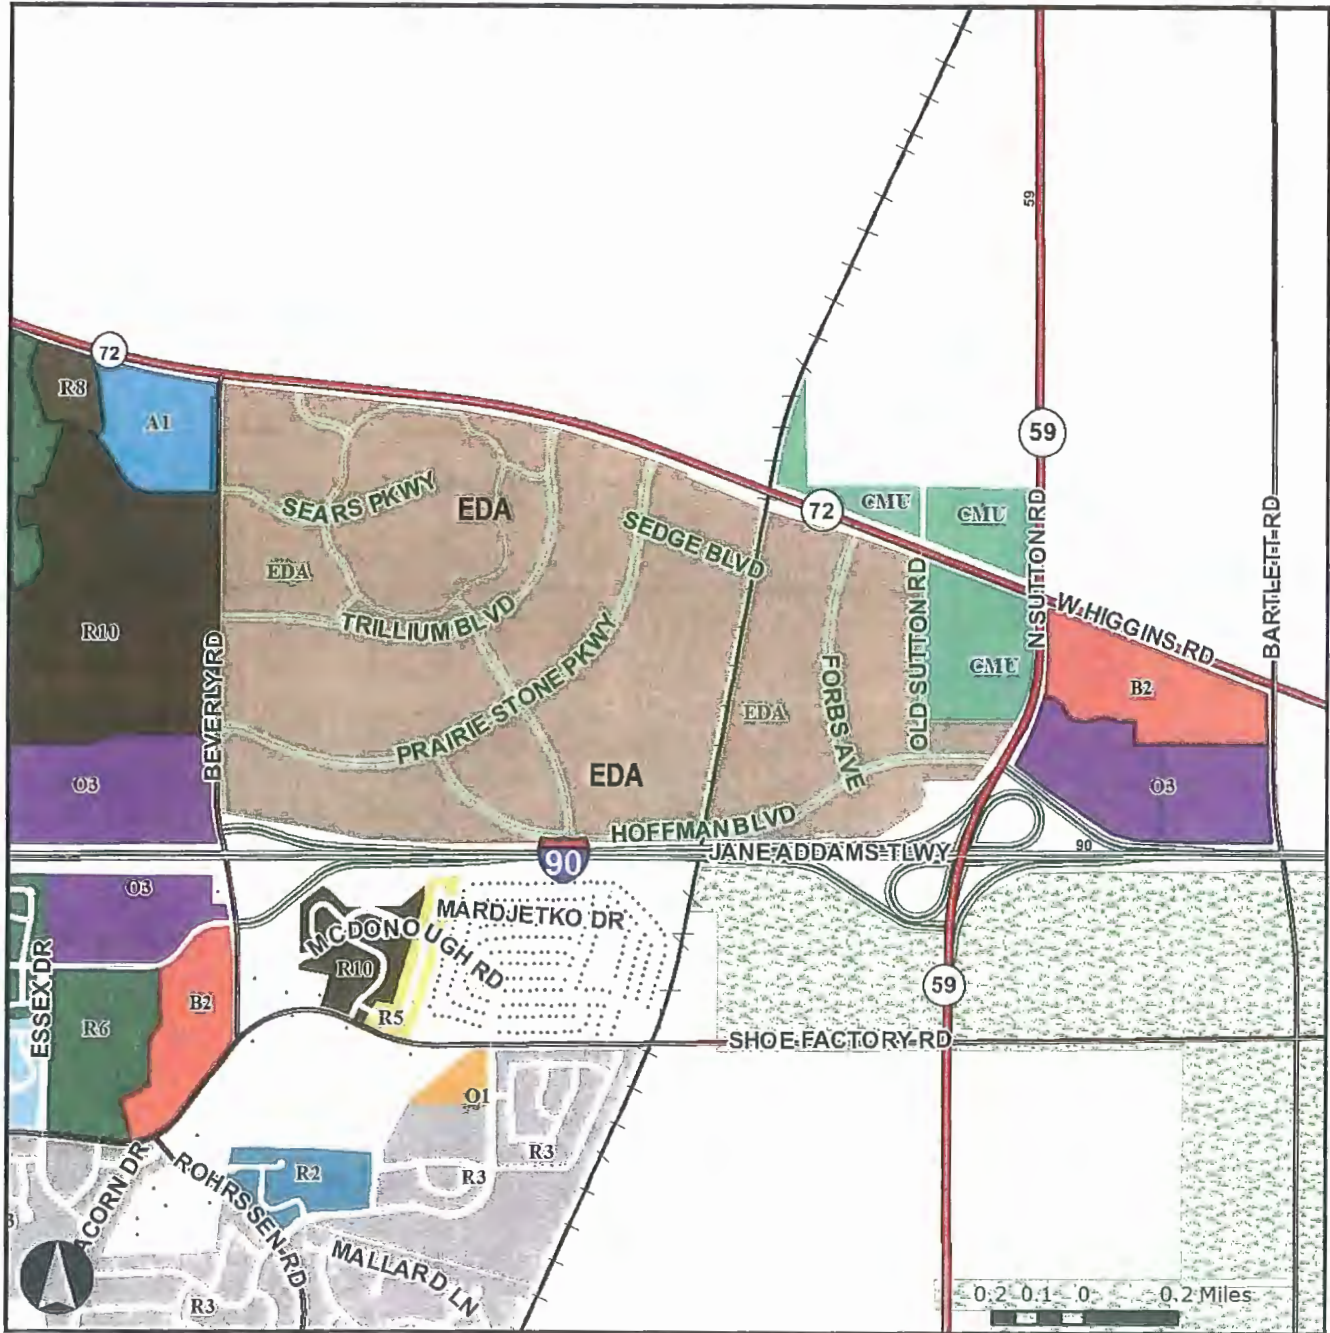 59
72
R8
A1
59
SEARS PKWY
EDA
72
CMU
CMU
SEDGE BLVD
N SUTTON RD
BARTLETT RD
EDA
OLD SUTTON RD
W HIGGINS RD
TRILLIUM BLVD
R10
BEVERLY RD
PRAIRIE STONE PKWY
FORBS AVE
CMU
B2
EDA
EDA
O3
O3
HOFFMAN BLVD
90
JANE ADDAMS TLWY
90
O3
MARDJETKO DR
MCDONOUGH RD
ESSEX DR
R10
59
B2
R5
R6
SHOE FACTORY RD
O1
R3
R2
R3
ACORN DR
ROHRSSEN RD
MALLARD LN
3
R3
0.2 0.1 0 0.2 Miles